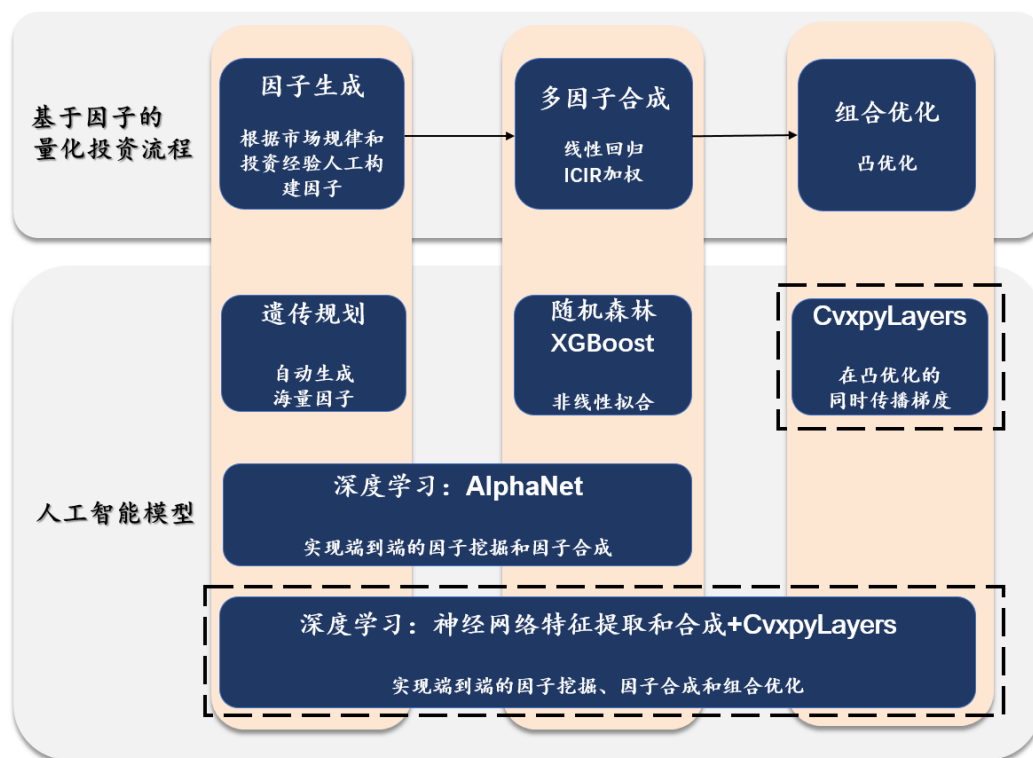 基于因子的
量化投资流程
因子生成
根据市场规律和
投资经验人工构
建因子
多因子合成
线性回归
ICIR加权
组合优化
凸优化
人工智能模型
遗传规划
自动生成
海量因子
随机森林
XGBoost
非线性拟合
CvxpyLayers
在凸优化的
同时传播梯度
深度学习：AlphaNet
实现端到端的因子挖掘和因子合成
深度学习：神经网络特征提取和合成+CvxpyLayers
实现端到端的因子挖掘、因子合成和组合优化